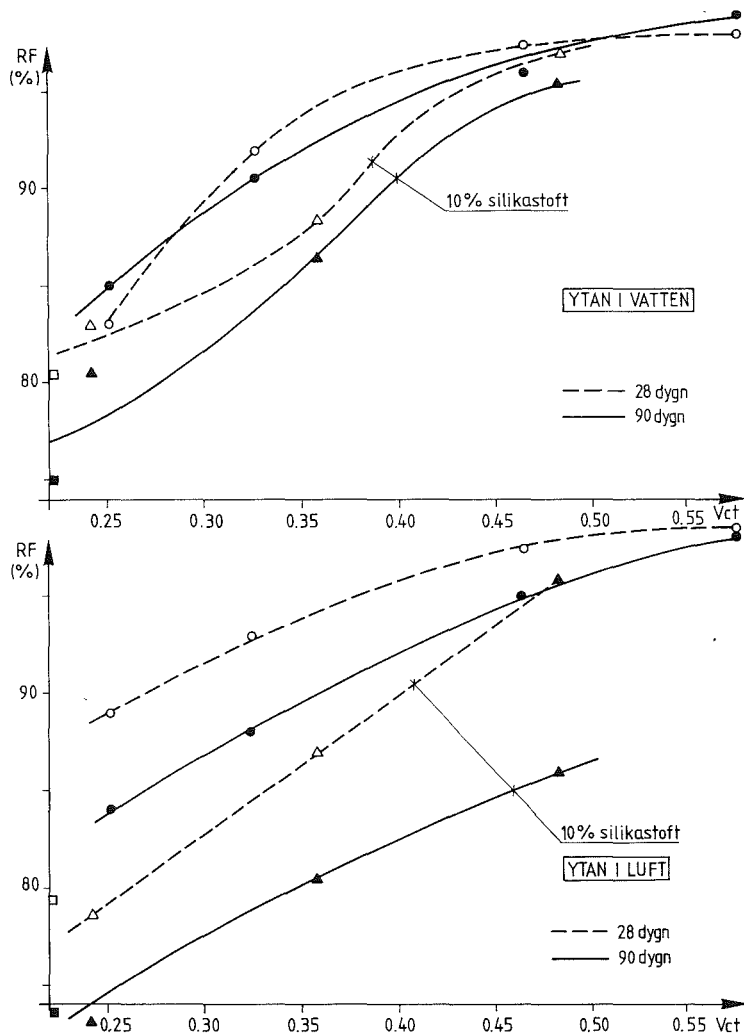 RF
(%)
90
10% silikastoft
YTAN I VATTEN
80
28 dygn
90 dygn
0.25 0.30 0.35 0.40 0.45 0.50 0.55 Vct
RF
(%)
90
10% silikastoft
80
YTAN I LUFT
28 dygn
90 dygn
0.25 0.30 0.35 0.40 0.45 0.50 0.55 Vct